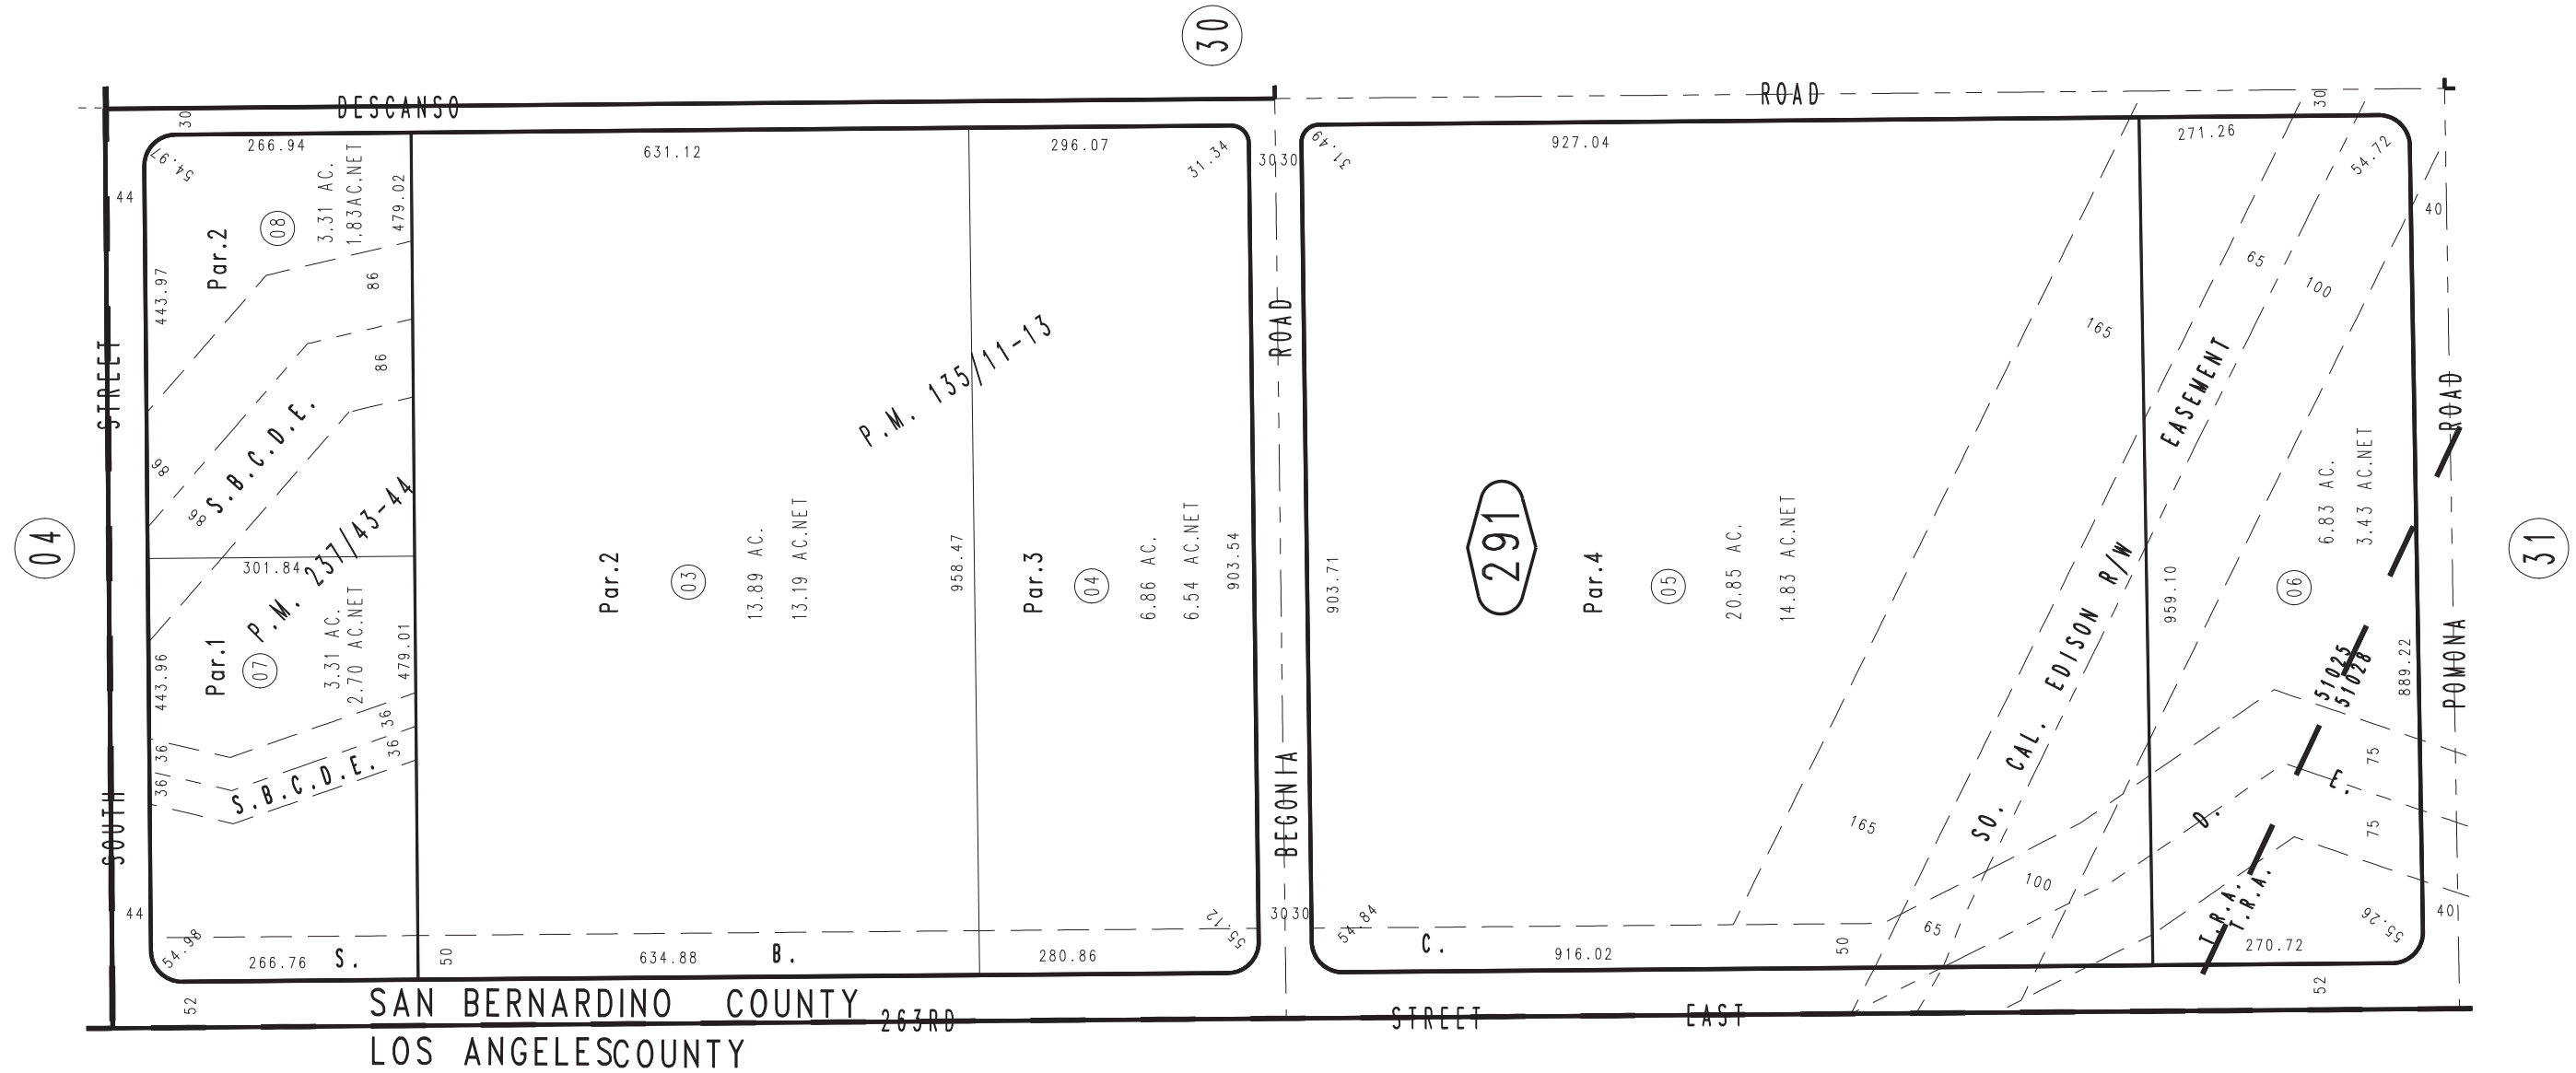 30
DESCANSO
ROAD
30
30
54.97
266.94
631.12
296.07
31.34
3030
31.49
927.04
271.26
54.72
44
40
Par.2
08
3.31 AC.
1.83AC.NET
479.02
443.97
86
86
86
86
S.B.C.D.E.
STREET
SOUTH
P.M. 237/43-44
301.84
Par.1
07
3.31 AC.
2.70 AC.NET
479.01
443.96
36
36
36/36
S.B.C.D.E.
P.M. 135/11-13
Par.2
03
13.89 AC.
13.19 AC.NET
958.47
Par.3
04
6.86 AC.
6.54 AC.NET
903.54
ROAD
BEGONIA
903.71
291
Par.4
05
20.85 AC.
14.83 AC.NET
165
165
65
100
SO. CAL. EDISON R/W EASEMENT
959.10
06
6.83 AC.
3.43 AC.NET
889.22
ROAD
POMONA
51025
51028
T.R.A.
T.R.A.
D.
E.
75
75
100
65
04
31
44
54.98
266.76
S.
50
634.88
B.
280.86
55.12
3030
54.84
C.
916.02
50
270.72
55.26
40
52
52
SAN BERNARDINO COUNTY
263RD
STREET
EAST
LOS ANGELES COUNTY